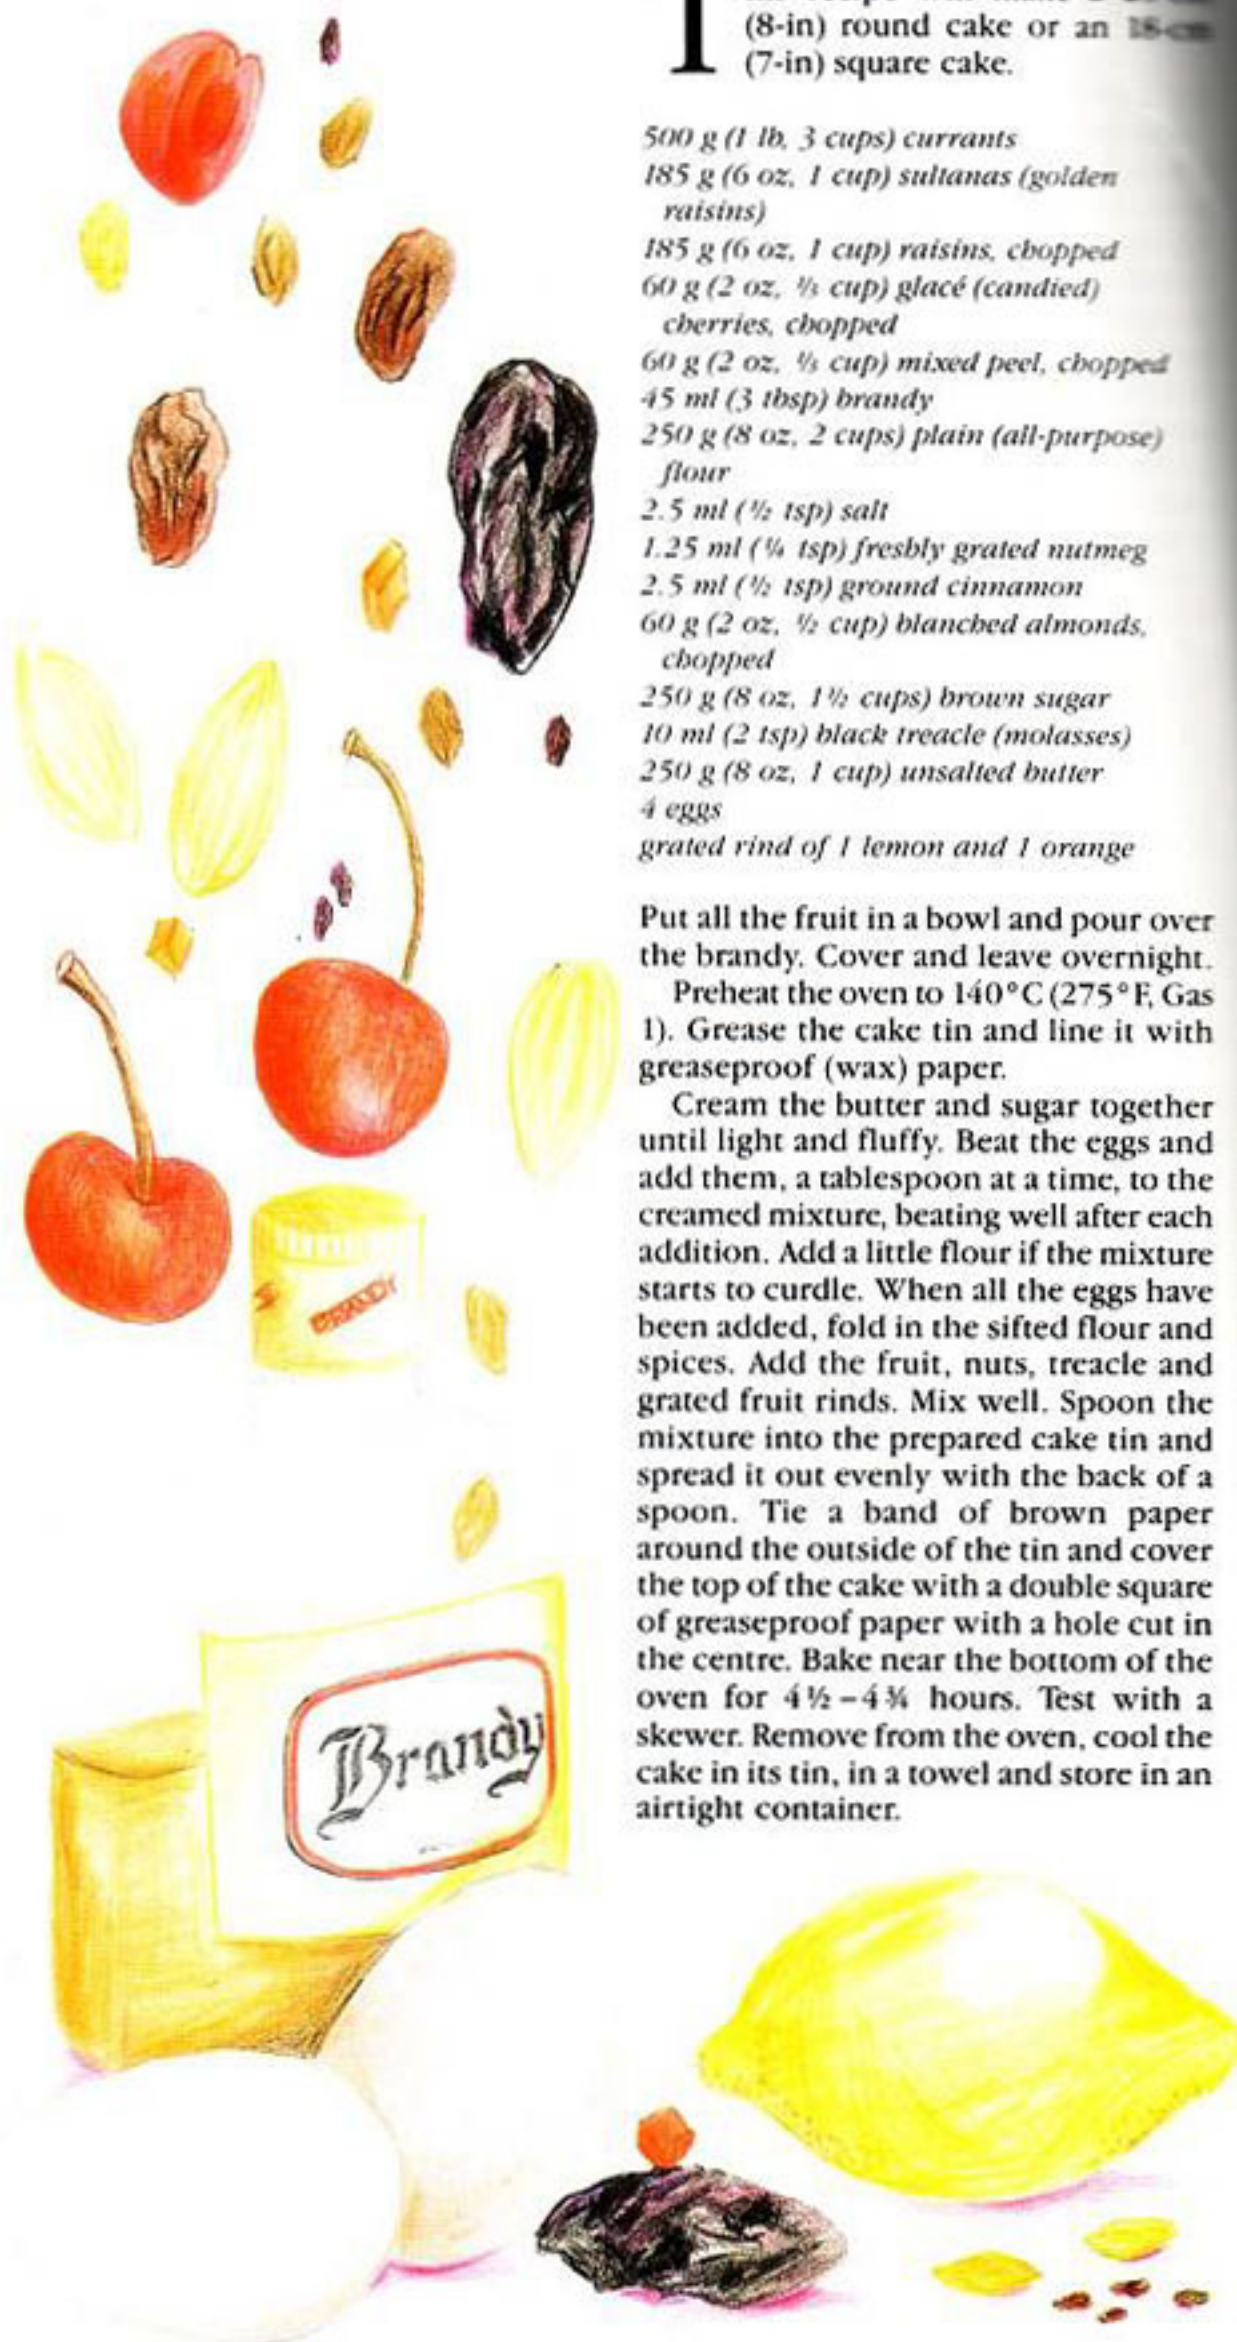 T
(8-in) round cake or an 18-cm
(7-in) square cake.
500 g (1 lb, 3 cups) currants
185 g (6 oz, 1 cup) sultanas (golden
raisins)
185 g (6 oz, 1 cup) raisins, chopped
60 g (2 oz, ⅓ cup) glacé (candied)
cherries, chopped
60 g (2 oz, ⅓ cup) mixed peel, chopped
45 ml (3 tbsp) brandy
250 g (8 oz, 2 cups) plain (all-purpose)
flour
2.5 ml (½ tsp) salt
1.25 ml (¼ tsp) freshly grated nutmeg
2.5 ml (½ tsp) ground cinnamon
60 g (2 oz, ½ cup) blanched almonds,
chopped
250 g (8 oz, 1½ cups) brown sugar
10 ml (2 tsp) black treacle (molasses)
250 g (8 oz, 1 cup) unsalted butter
4 eggs
grated rind of 1 lemon and 1 orange
Put all the fruit in a bowl and pour over
the brandy. Cover and leave overnight.
Preheat the oven to 140°C (275°F, Gas
1). Grease the cake tin and line it with
greaseproof (wax) paper.
Cream the butter and sugar together
until light and fluffy. Beat the eggs and
add them, a tablespoon at a time, to the
creamed mixture, beating well after each
addition. Add a little flour if the mixture
starts to curdle. When all the eggs have
been added, fold in the sifted flour and
spices. Add the fruit, nuts, treacle and
grated fruit rinds. Mix well. Spoon the
mixture into the prepared cake tin and
spread it out evenly with the back of a
spoon. Tie a band of brown paper
around the outside of the tin and cover
the top of the cake with a double square
of greaseproof paper with a hole cut in
the centre. Bake near the bottom of the
oven for 4½–4¾ hours. Test with a
skewer. Remove from the oven, cool the
cake in its tin, in a towel and store in an
airtight container.
BRANDY
Brandy